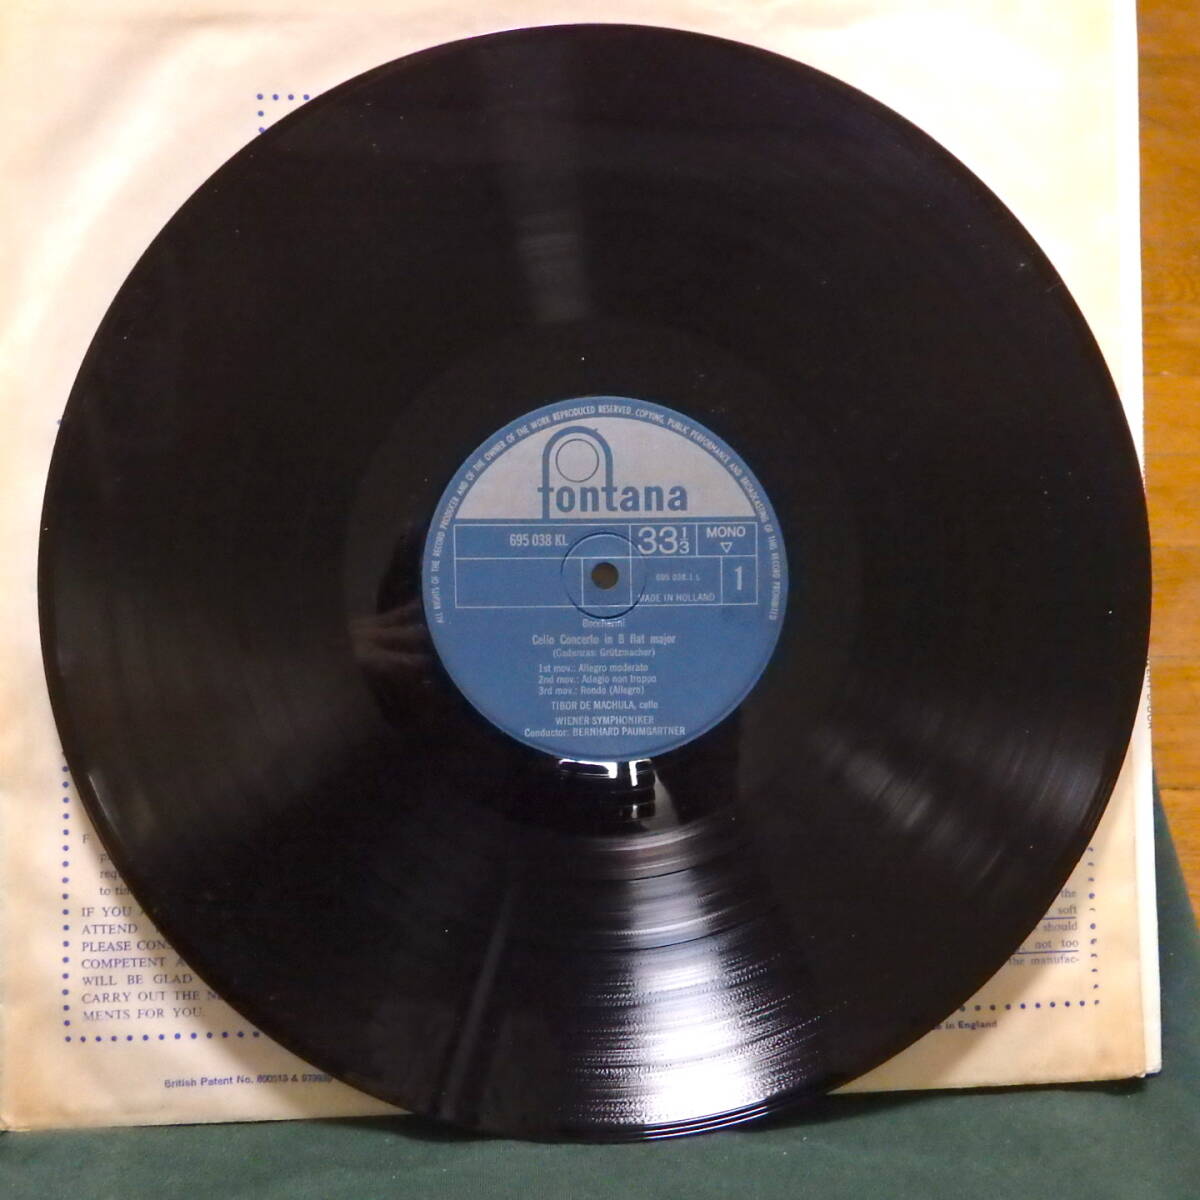 ALL RIGHTS OF THE RECORD PRODUCER AND OF THE OWNER OF THE WORK REPRODUCED RESERVED. COPYING, PUBLIC PERFORMANCE AND BROADCASTING OF THIS RECORD PROHIBITED
fontana
695 038 KL
33 1/3
MONO
695 038.1 L
1
MADE IN HOLLAND
Boccherini
Cello Concerto in B flat major
(Cadenzas: Grützmacher)
1st mov.: Allegro moderato
2nd mov.: Adagio non troppo
3rd mov.: Rondo (Allegro)
TIBOR DE MACHULA, cello
WIENER SYMPHONIKER
Conductor: BERNHARD PAUMGARTNER
to
IF YOU
ATTEND
PLEASE
COMPETENT
WILL BE GLAD
CARRY OUT THE
MENTS FOR YOU.
the
soft
should
not too
the manufac-
in England
British Patent No.